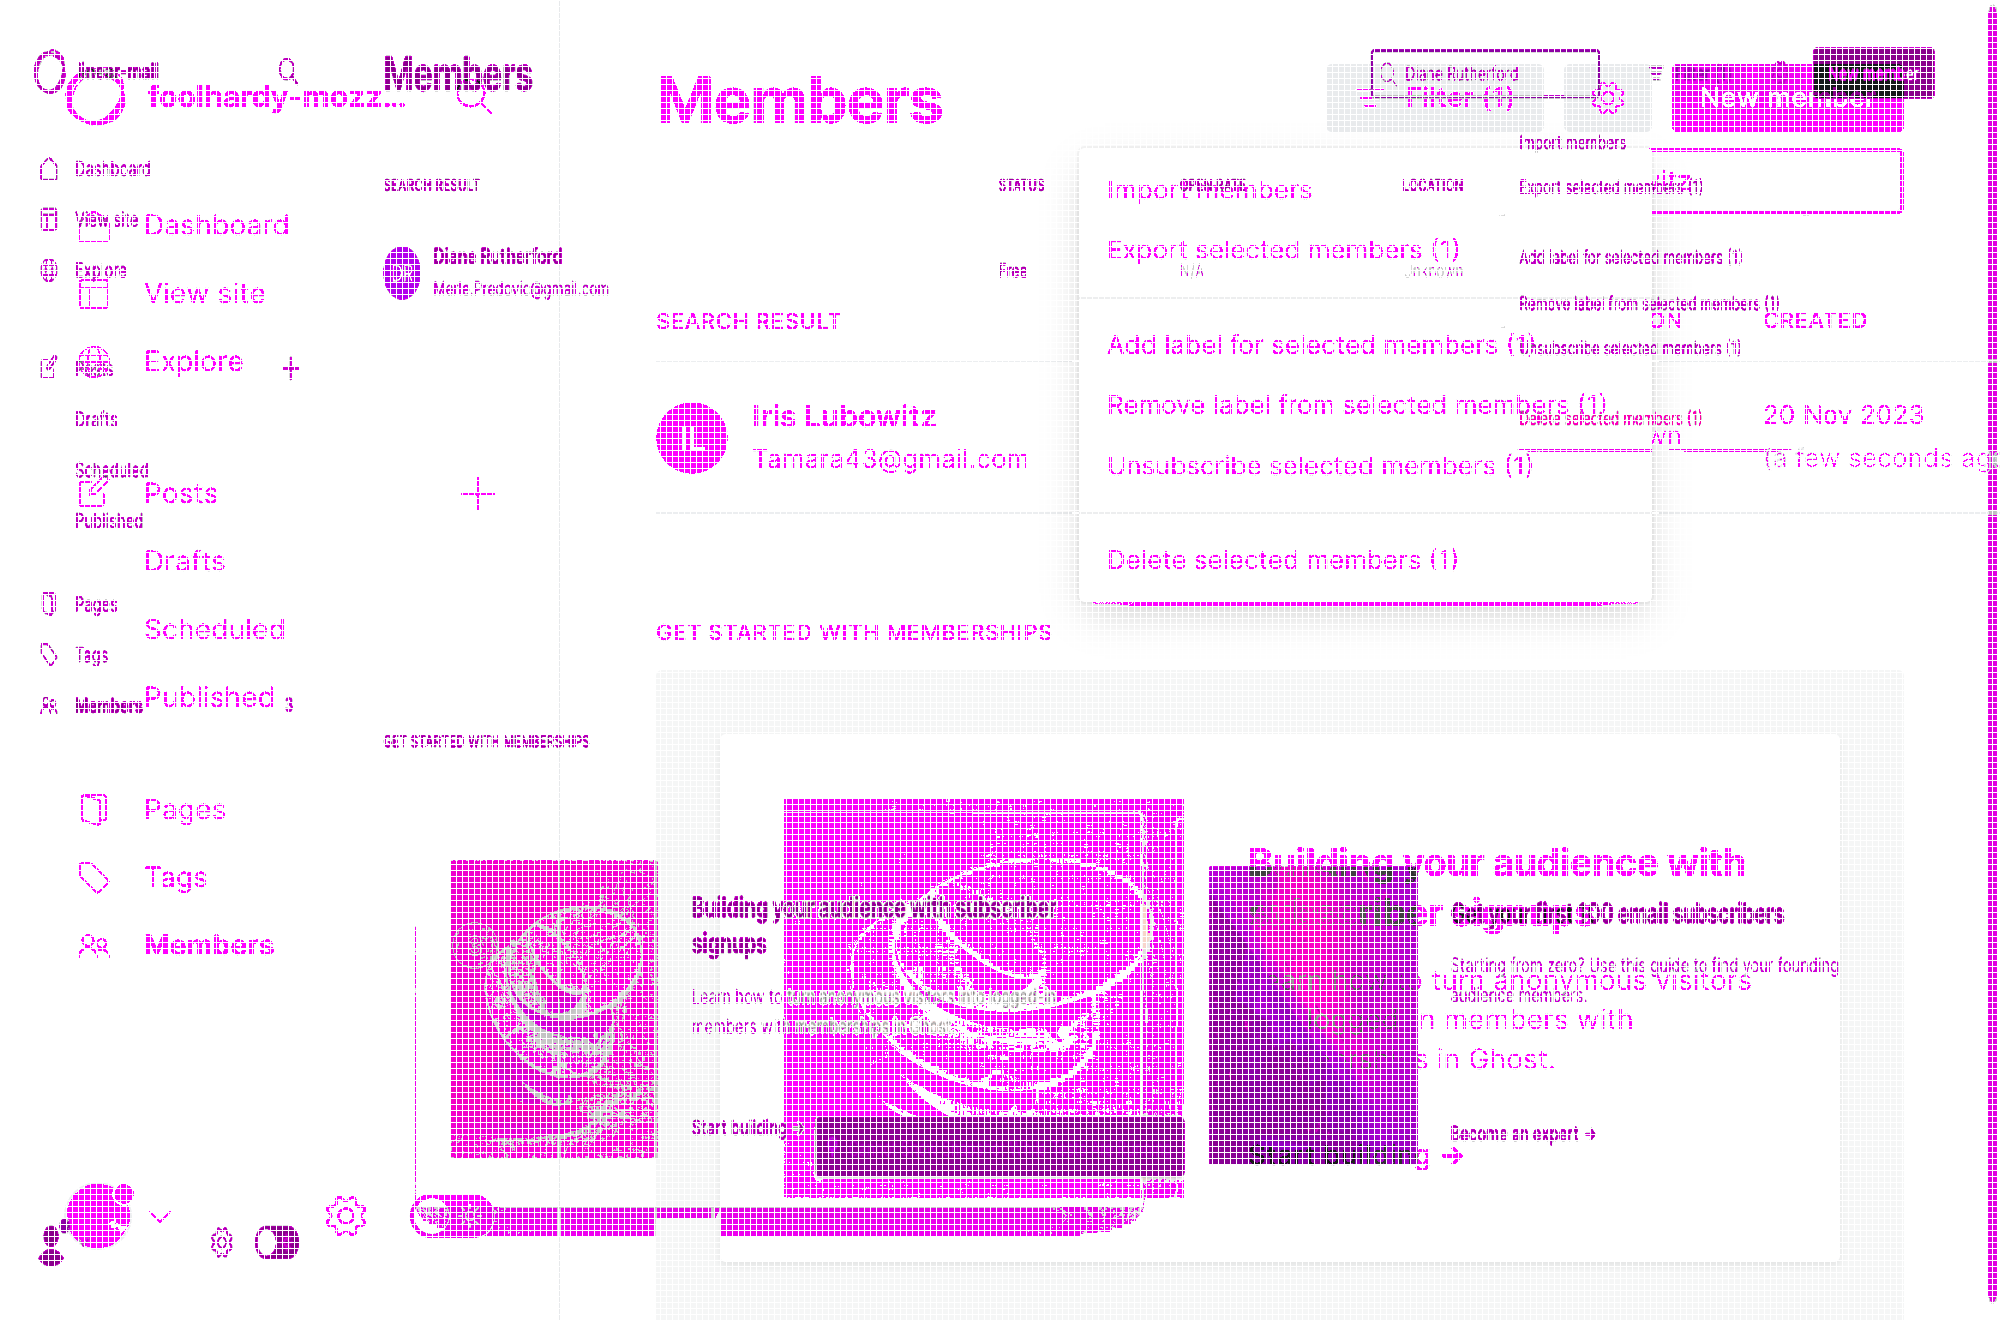 linear-mall
foolhardy-mozz...
Members
Members
Diane Rutherford
Filter (1)
New member
Import members
Dashboard
SEARCH RESULT
STATUS
OPEN RATE
LOCATION
Import members
Export selected members (1)
View site
Dashboard
Export selected members (1)
Diane Rutherford
Add label for selected members (1)
Explore
Free
N/A
Unknown
View site
Merle.Predovic@gmail.com
Remove label from selected members (1)
SEARCH RESULT
CREATED
Add label for selected members (1)
Unsubscribe selected members (1)
Explore
Posts
Remove label from selected members (1)
Iris Lubowitz
20 Nov 2023
Drafts
Delete selected members (1)
Tamara43@gmail.com
(a few seconds ag
Unsubscribe selected members (1)
Scheduled
Posts
Published
Drafts
Delete selected members (1)
Pages
Scheduled
GET STARTED WITH MEMBERSHIPS
Tags
Members
Published
3
GET STARTED WITH MEMBERSHIPS
Pages
Building your audience with
Tags
Building your audience with subscriber
signups
Get your first 100 email subscribers
Members
Starting from zero? Use this guide to find your founding
audience members.
turn anonymous visitors
Learn how to turn anonymous visitors into logged in
members with memberships in Ghost.
members with
in Ghost.
Start building →
Become an expert →